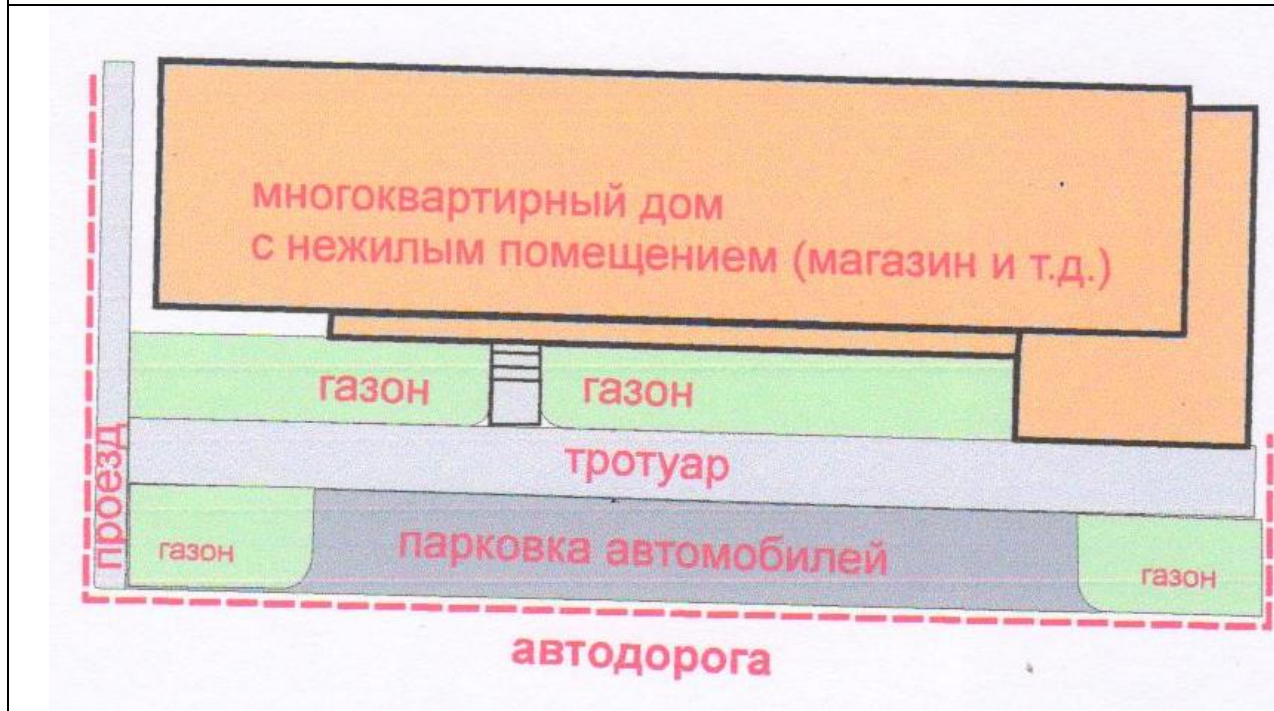 многоквартирный дом
с нежилым помещением (магазин и т.д.)
газон
газон
тротуар
проезд
газон
парковка автомобилей
газон
автодорога